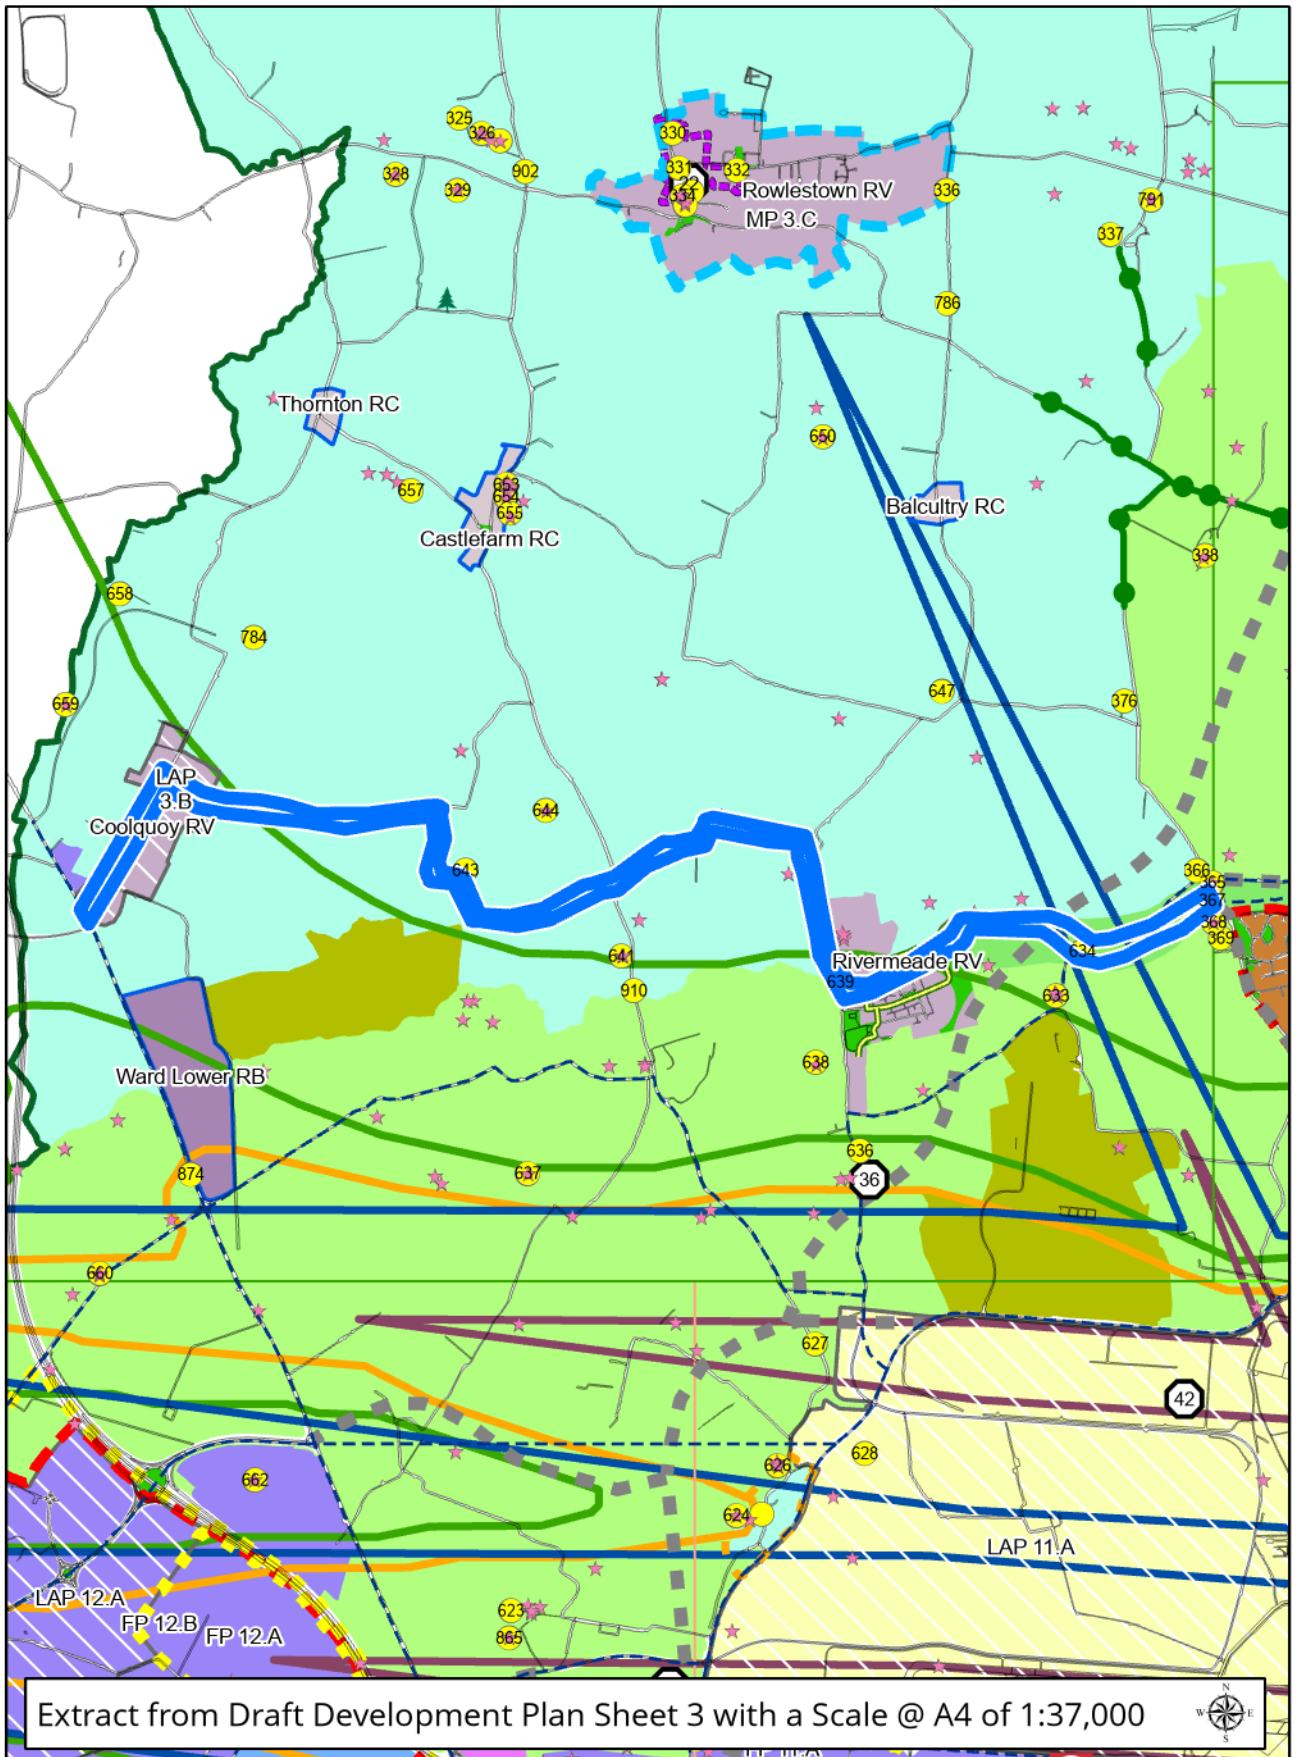 325
326
330
328
329
902
331
332
22
334
Rowlestown RV
MP 3.C
336
791
337
786
Thornton RC
650
657
653
654
655
Castlefarm RC
Balcultry RC
338
658
784
659
647
376
LAP
3.B
Coolquoy RV
644
643
366
365
367
368
369
641
Rivermeade RV
634
639
910
633
638
Ward Lower RB
636
874
637
36
660
627
42
662
626
628
624
LAP 11.A
LAP 12.A
FP 12.B
FP 12.A
623
865
Extract from Draft Development Plan Sheet 3 with a Scale @ A4 of 1:37,000
N
W E
S